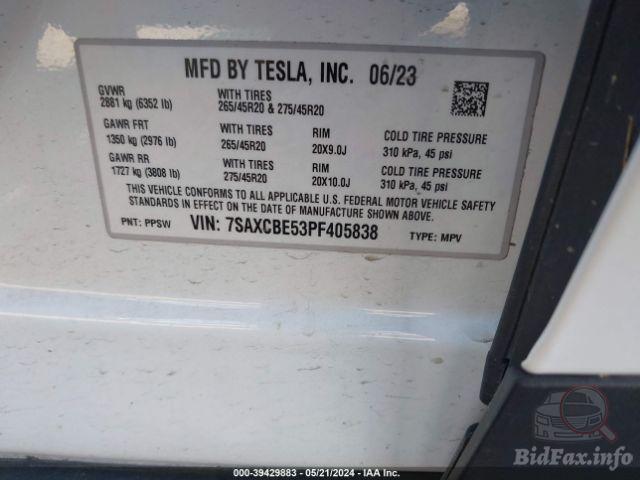 MFD BY TESLA, INC. 06/23
GVWR
2881 kg (6352 lb)
WITH TIRES
265/45R20 & 275/45R20
GAWR FRT
1350 kg (2976 lb)
WITH TIRES
265/45R20
RIM
20X9.0J
COLD TIRE PRESSURE
310 kPa, 45 psi
GAWR RR
1727 kg (3808 lb)
WITH TIRES
275/45R20
RIM
20X10.0J
COLD TIRE PRESSURE
310 kPa, 45 psi
THIS VEHICLE CONFORMS TO ALL APPLICABLE U.S. FEDERAL MOTOR VEHICLE SAFETY
STANDARDS IN EFFECT ON THE DATE OF MANUFACTURE SHOWN ABOVE.
PNT: PPSW VIN: 7SAXCBE53PF405838 TYPE: MPV
000-39429883 - 05/21/2024 - IAA Inc.
BidFax.info